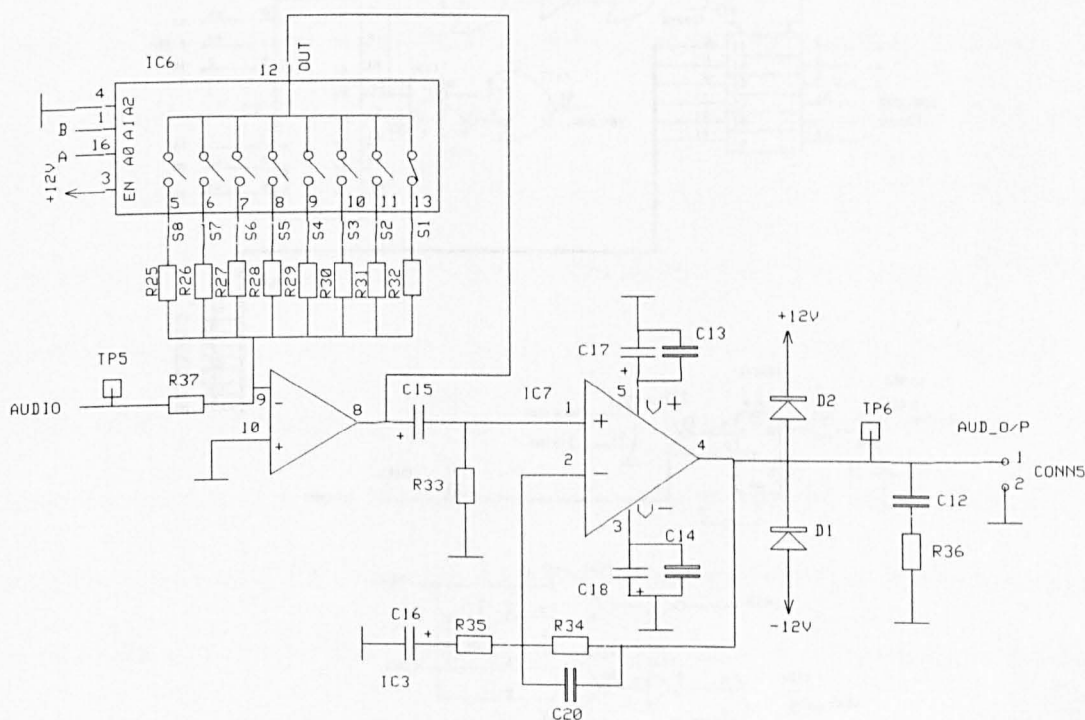 IC6
12
OUT
4
A2
B
1
A1
A
16
A0
+12V
3
EN
5
6
7
8
9
10
11
13
S8
S7
S6
S5
S4
S3
S2
S1
R25
R26
R27
R28
R29
R30
R31
R32
TP5
R37
AUDIO
9
-
8
10
+
C15
+
R33
IC7
C17
+
C13
5
V+
1
+
2
-
4
3
V-
C14
C18
+
+12V
D2
D1
-12V
TP6
AUD_O/P
1
2
CONN5
C12
R36
C16
+
R35
R34
IC3
C20